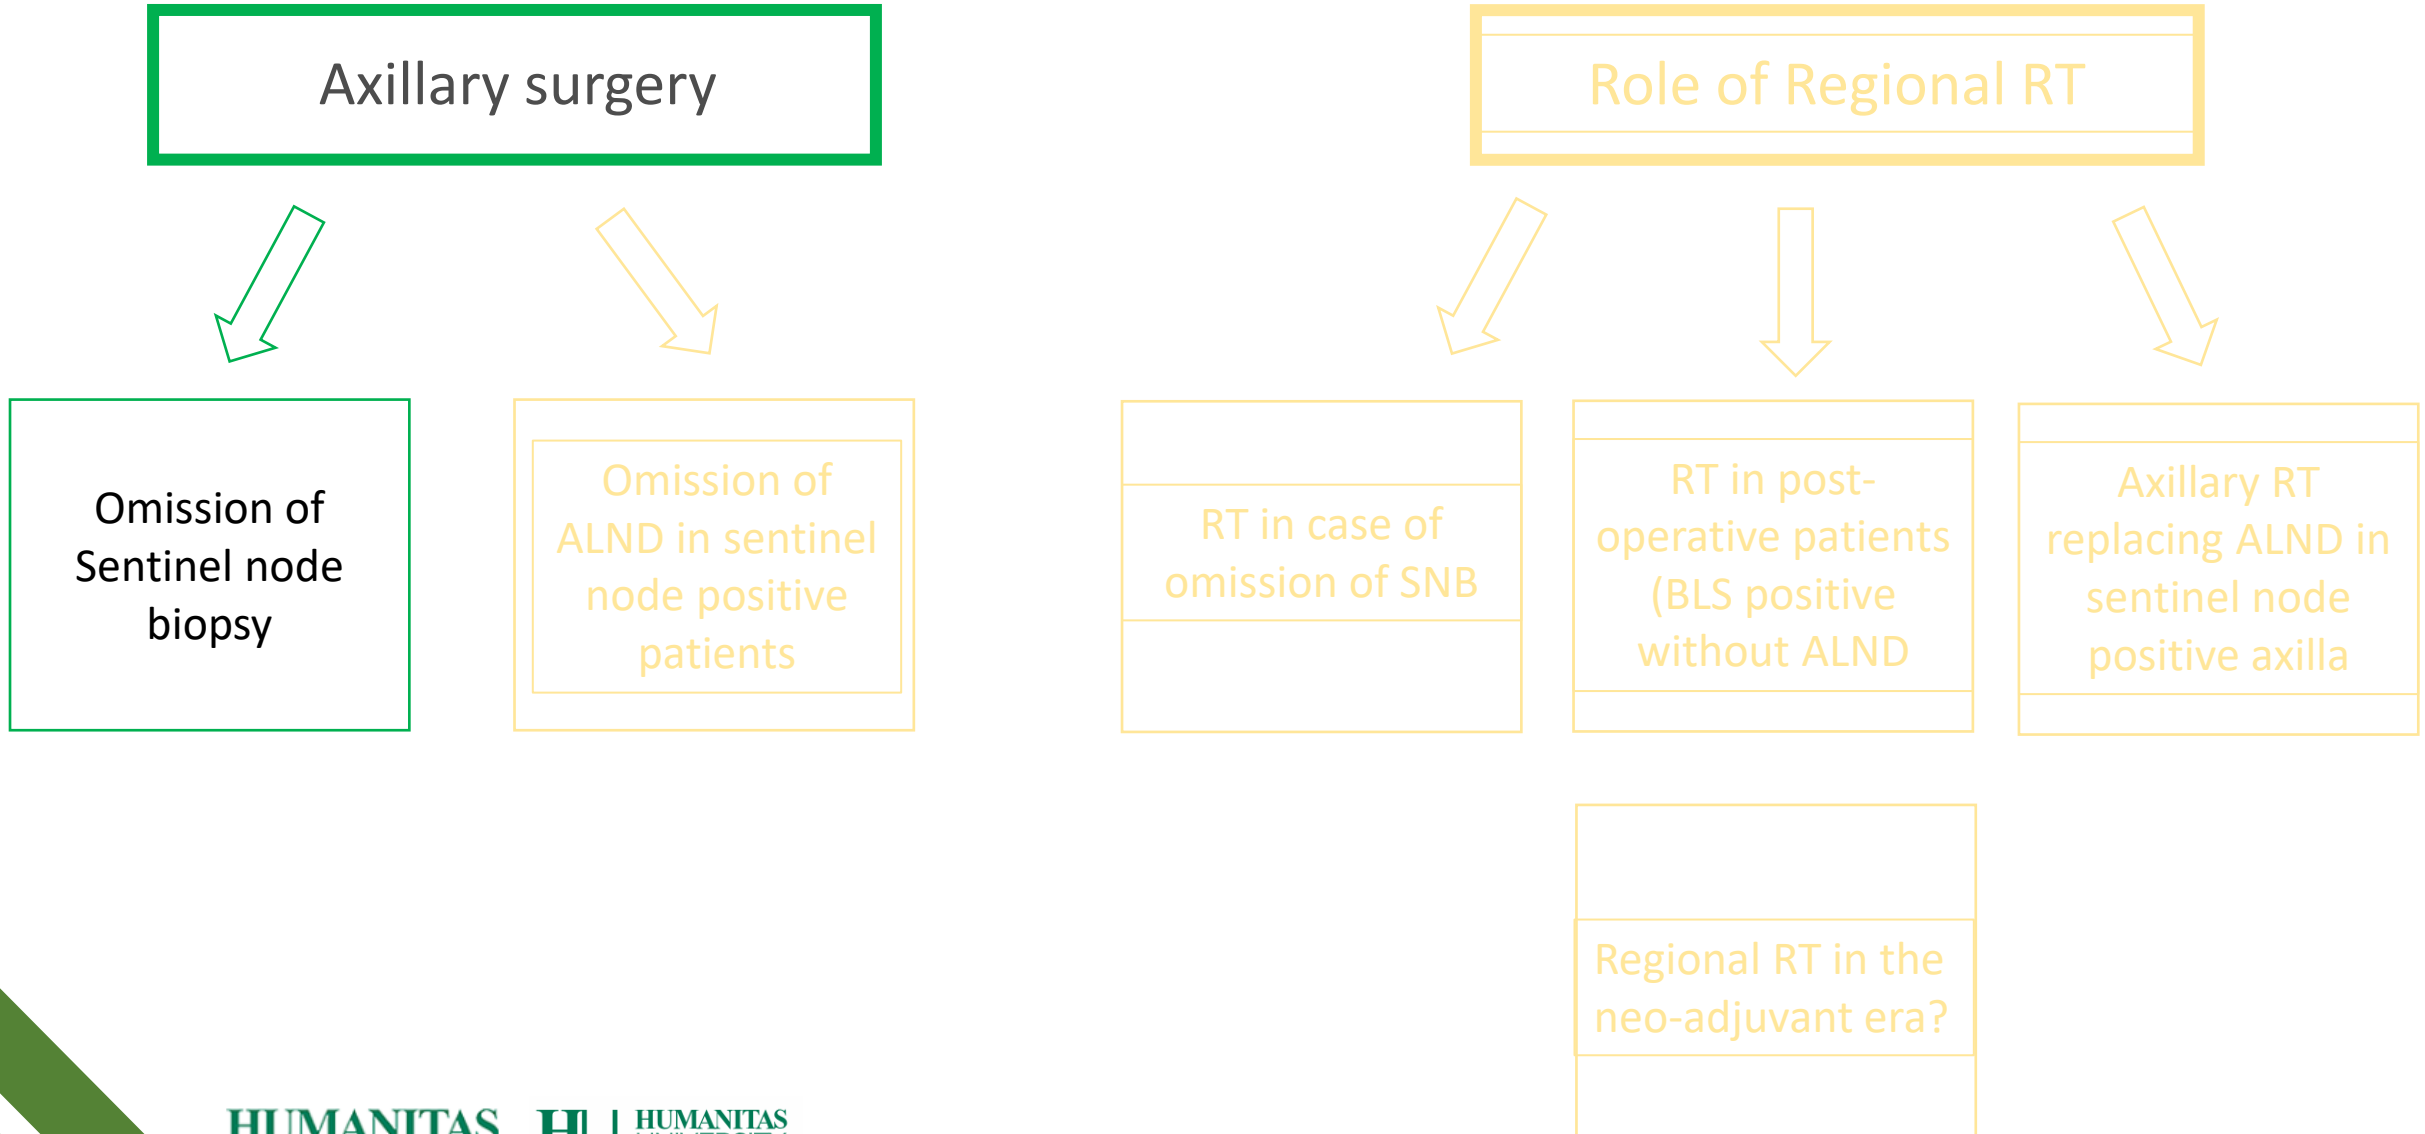 Axillary surgery
Role of Regional RT
Omission of
Sentinel node
biopsy
Omission of
ALND in sentinel
node positive
patients
RT in case of
omission of SNB
RT in post-
operative patients
(BLS positive
without ALND
Axillary RT
replacing ALND in
sentinel node
positive axilla
Regional RT in the
neo-adjuvant era?
HUMANITAS
HUMANITAS